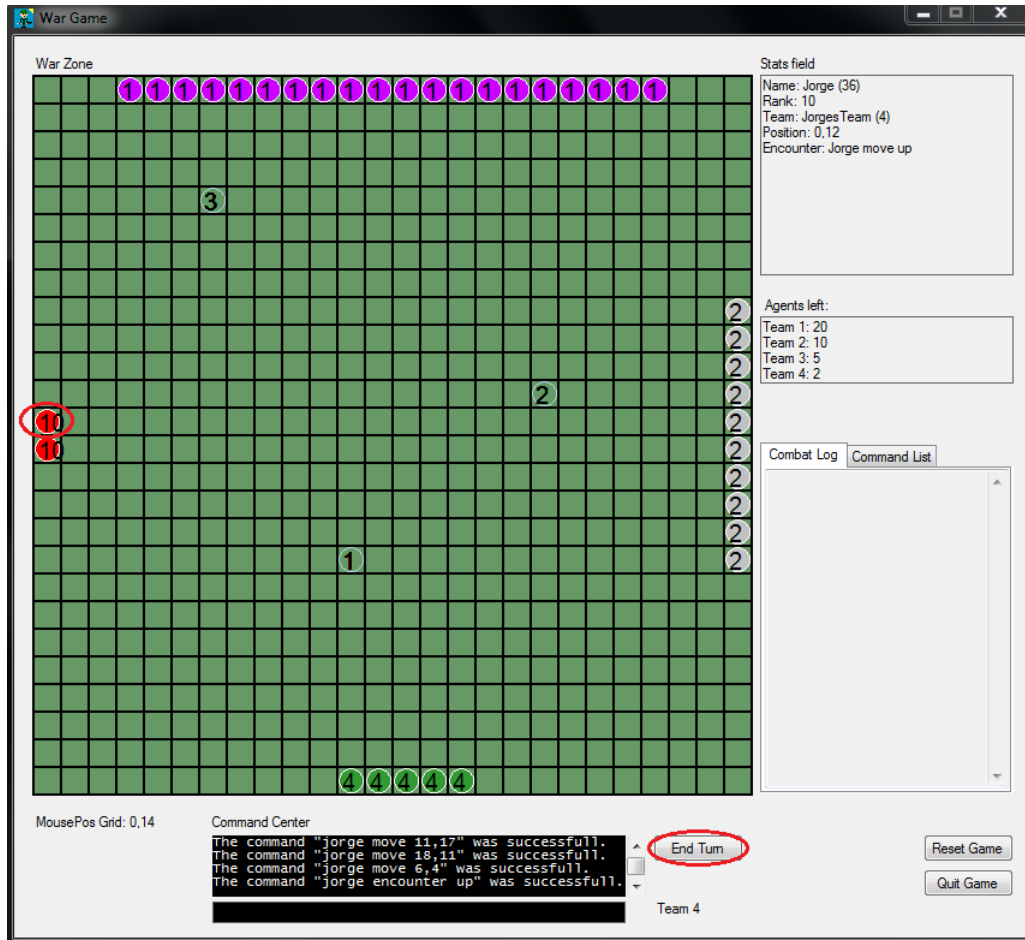 War Game
War Zone
1 1 1 1 1 1 1 1 1 1 1 1 1 1 1 1 1 1 1 1
3
2
2
2
2 2
10 2
10 2
2
2
2
1 2
4 4 4 4 4
Stats field
Name: Jorge (36)
Rank: 10
Team: JorgesTeam (4)
Position: 0,12
Encounter: Jorge move up
Agents left:
Team 1: 20
Team 2: 10
Team 3: 5
Team 4: 2
Combat Log Command List
MousePos Grid: 0,14
Command Center
The command "jorge move 11,17" was successfull.
The command "jorge move 18,11" was successfull.
The command "jorge move 6,4" was successfull.
The command "jorge encounter up" was successfull.
End Turn
Team 4
Reset Game
Quit Game